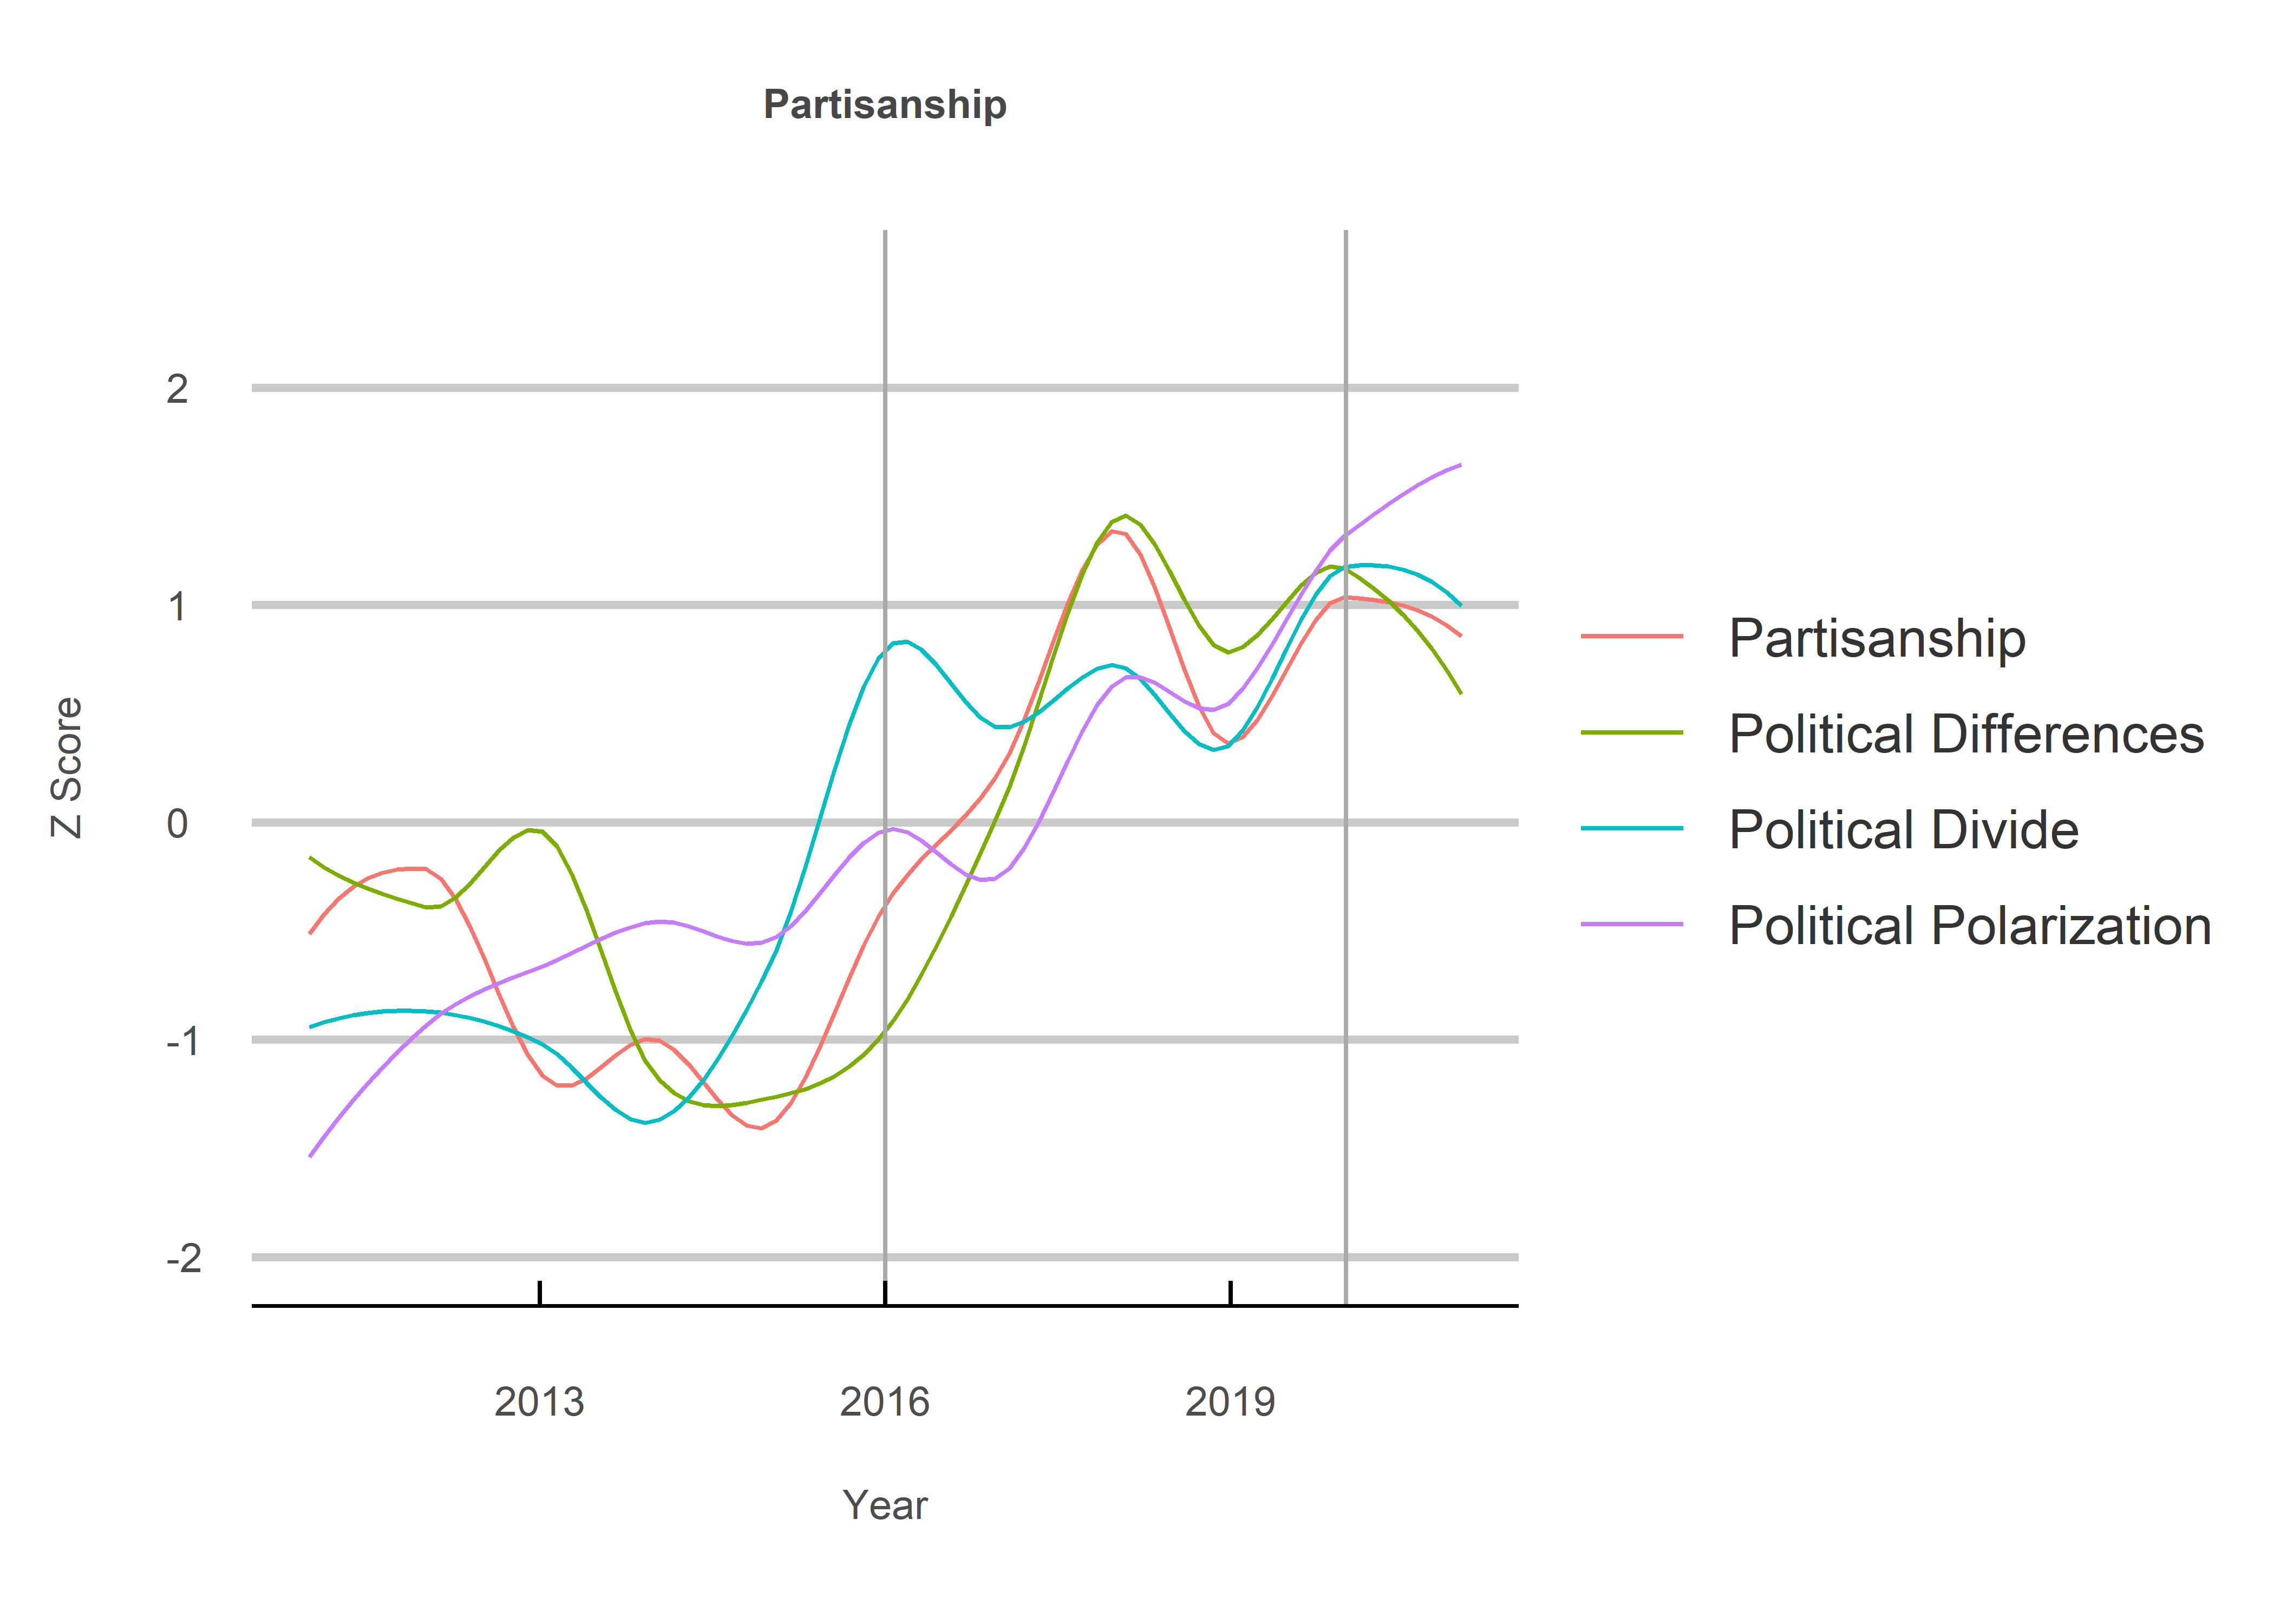 Partisanship
2
1
0
-1
-2
Z Score
2013
2016
2019
Year
Partisanship
Political Differences
Political Divide
Political Polarization